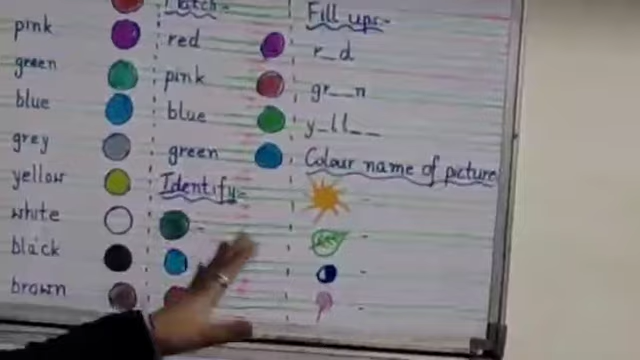 pink
green
blue
grey
yellow
white
black
brown
Match-
red
pink
blue
green
Identify-
-
Fill ups-
r_d
gr__n
y_ll__
Colour name of picture
-
-
-
-